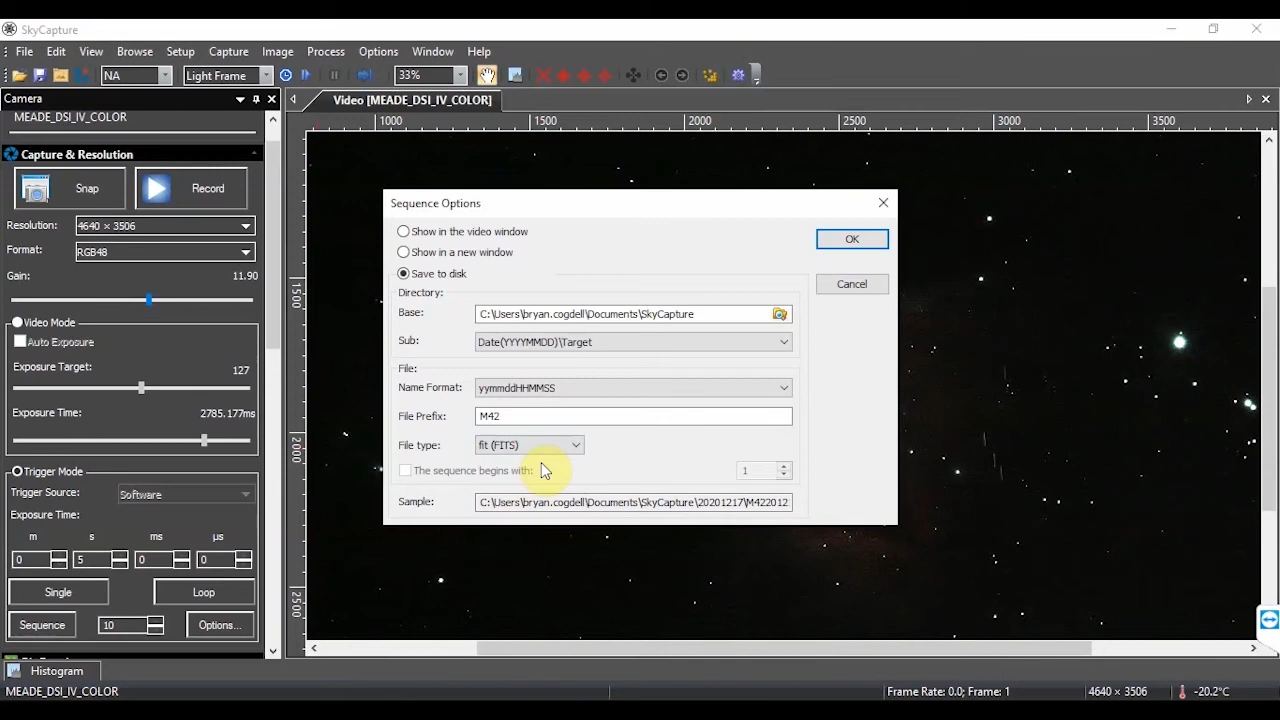 SkyCapture
File Edit View Browse Setup Capture Image Process Options Window Help
NA Light Frame 33%
Camera
Video [MEADE_DSI_IV_COLOR]
MEADE_DSI_IV_COLOR
1000 1500 2000 2500 3000 3500
Capture & Resolution
Snap Record
Resolution: 4640 × 3506
Format: RGB48
Gain: 11.90
Video Mode
Auto Exposure
Exposure Target: 127
Exposure Time: 2785.177ms
Trigger Mode
Trigger Source: Software
Exposure Time:
m s ms µs
0 5 0 0
Single Loop
Sequence 10 Options...
1500
2000
2500
Sequence Options
Show in the video window
OK
Show in a new window
Save to disk
Cancel
Directory:
Base: C:\Users\bryan.cogdell\Documents\SkyCapture
Sub: Date(YYYYMMDD)\Target
File:
Name Format: yymmddHHMMSS
File Prefix: M42
File type: fit (FITS)
The sequence begins with: 1
Sample: C:\Users\bryan.cogdell\Documents\SkyCapture\20201217\M422012
Histogram
MEADE_DSI_IV_COLOR Frame Rate: 0.0; Frame: 1 4640 × 3506 -20.2°C